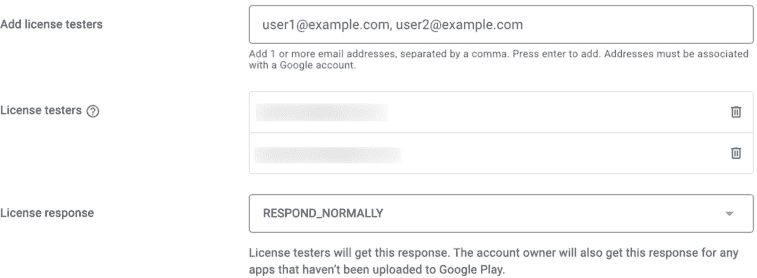 Add license testers
user1@example.com, user2@example.com
Add 1 or more email addresses, separated by a comma. Press enter to add. Addresses must be associated
with a Google account.
License testers
License response
RESPOND_NORMALLY
License testers will get this response. The account owner will also get this response for any
apps that haven't been uploaded to Google Play.